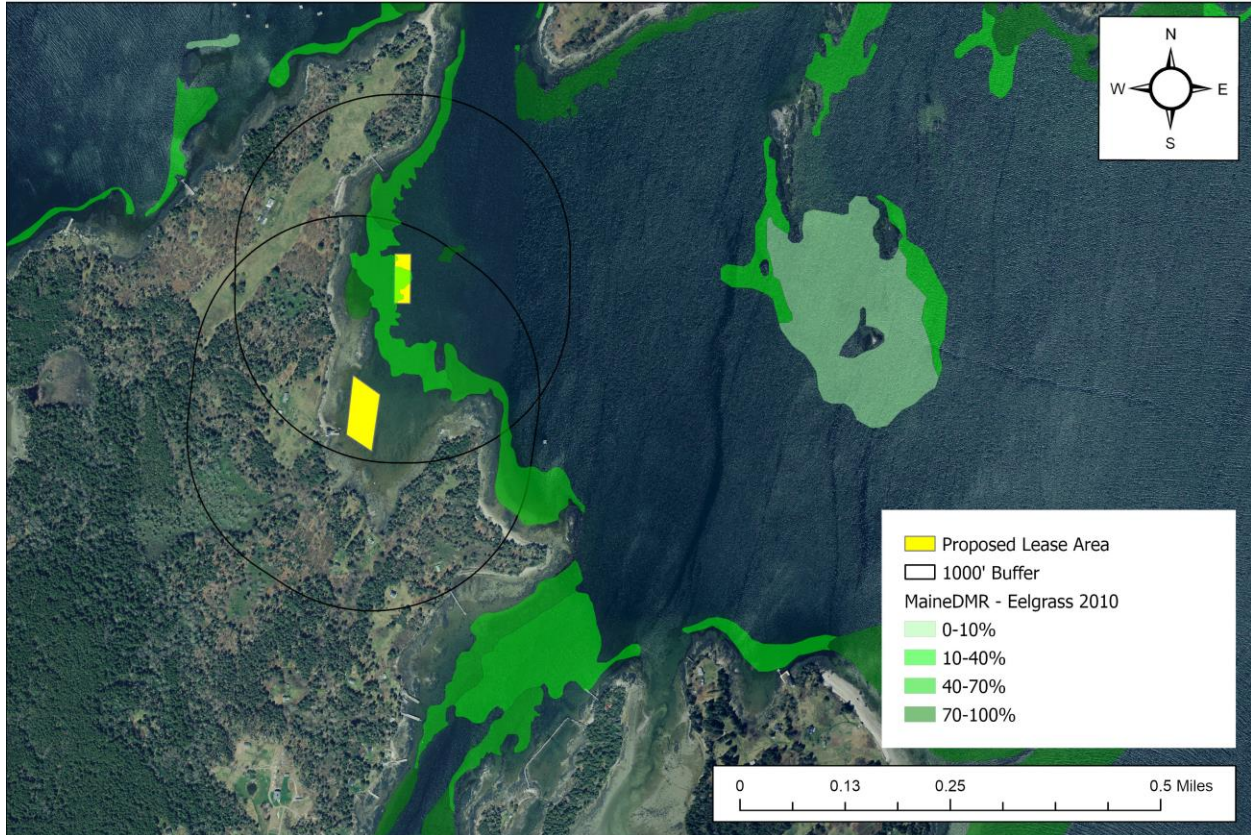 N
W E
S
Proposed Lease Area
1000' Buffer
MaineDMR - Eelgrass 2010
0-10%
10-40%
40-70%
70-100%
0 0.13 0.25 0.5 Miles